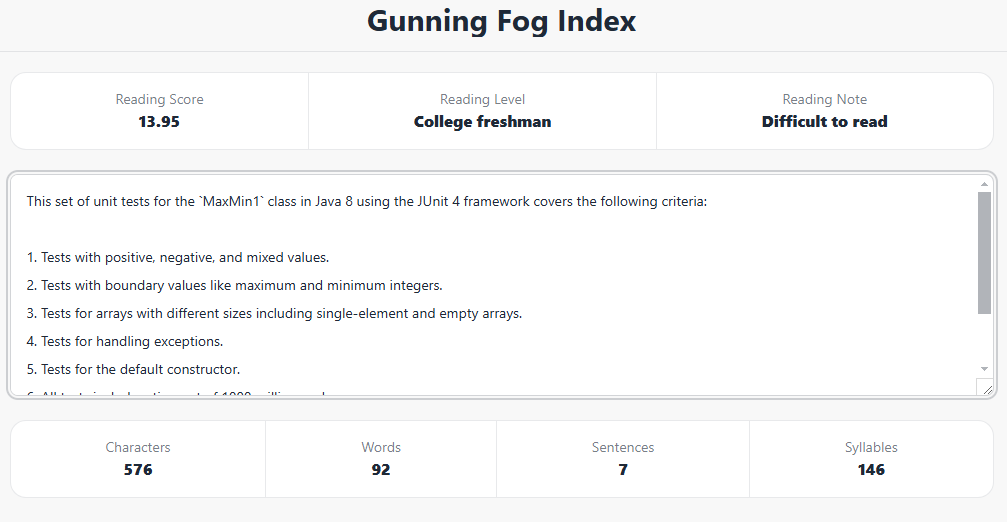 Gunning Fog Index
Reading Score
13.95
Reading Level
College freshman
Reading Note
Difficult to read
This set of unit tests for the `MaxMin1` class in Java 8 using the JUnit 4 framework covers the following criteria:
1. Tests with positive, negative, and mixed values.
2. Tests with boundary values like maximum and minimum integers.
3. Tests for arrays with different sizes including single-element and empty arrays.
4. Tests for handling exceptions.
5. Tests for the default constructor.
Characters
576
Words
92
Sentences
7
Syllables
146